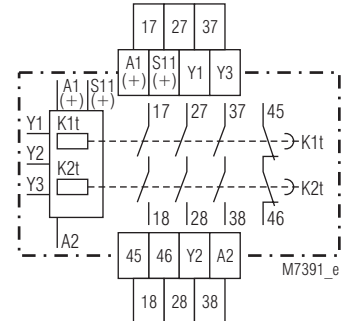 17 27 37
A1 (+) S11 (+) Y1 Y3
A1 (+) S11 (+)
17 27 37 45
Y1 K1t K1t
Y2
Y3 K2t K2t
18 28 38 46
A2
45 46 Y2 A2
M7391_e
18 28 38